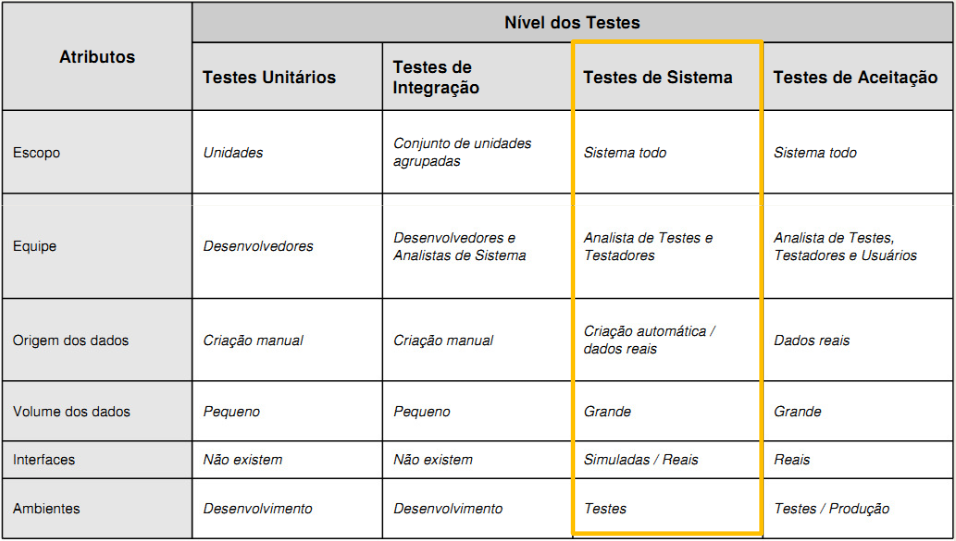 Nível dos Testes
Atributos
Testes Unitários
Testes de
Integração
Testes de Sistema
Testes de Aceitação
Escopo
Unidades
Conjunto de unidades
agrupadas
Sistema todo
Sistema todo
Equipe
Desenvolvedores
Desenvolvedores e
Analistas de Sistema
Analista de Testes e
Testadores
Analista de Testes,
Testadores e Usuários
Origem dos dados
Criação manual
Criação manual
Criação automática /
dados reais
Dados reais
Volume dos dados
Pequeno
Pequeno
Grande
Grande
Interfaces
Não existem
Não existem
Simuladas / Reais
Reais
Ambientes
Desenvolvimento
Desenvolvimento
Testes
Testes / Produção